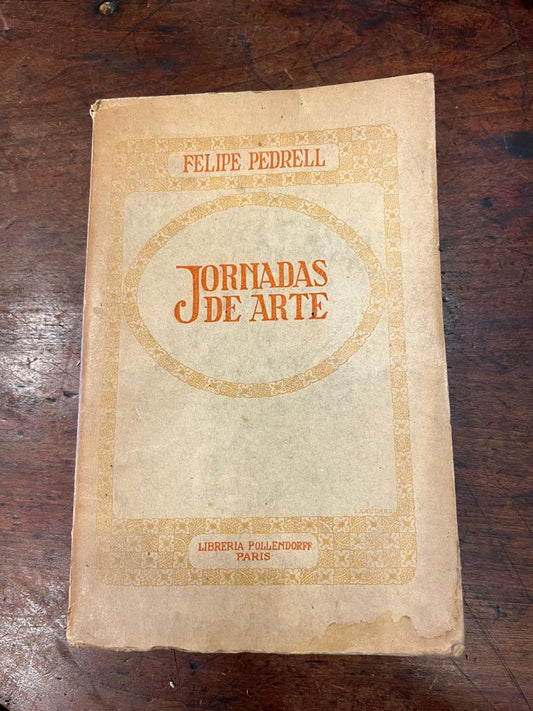 FELIPE PEDRELL
JORNADAS
DE ARTE
LIBRERIA POLLENDORFF
PARIS